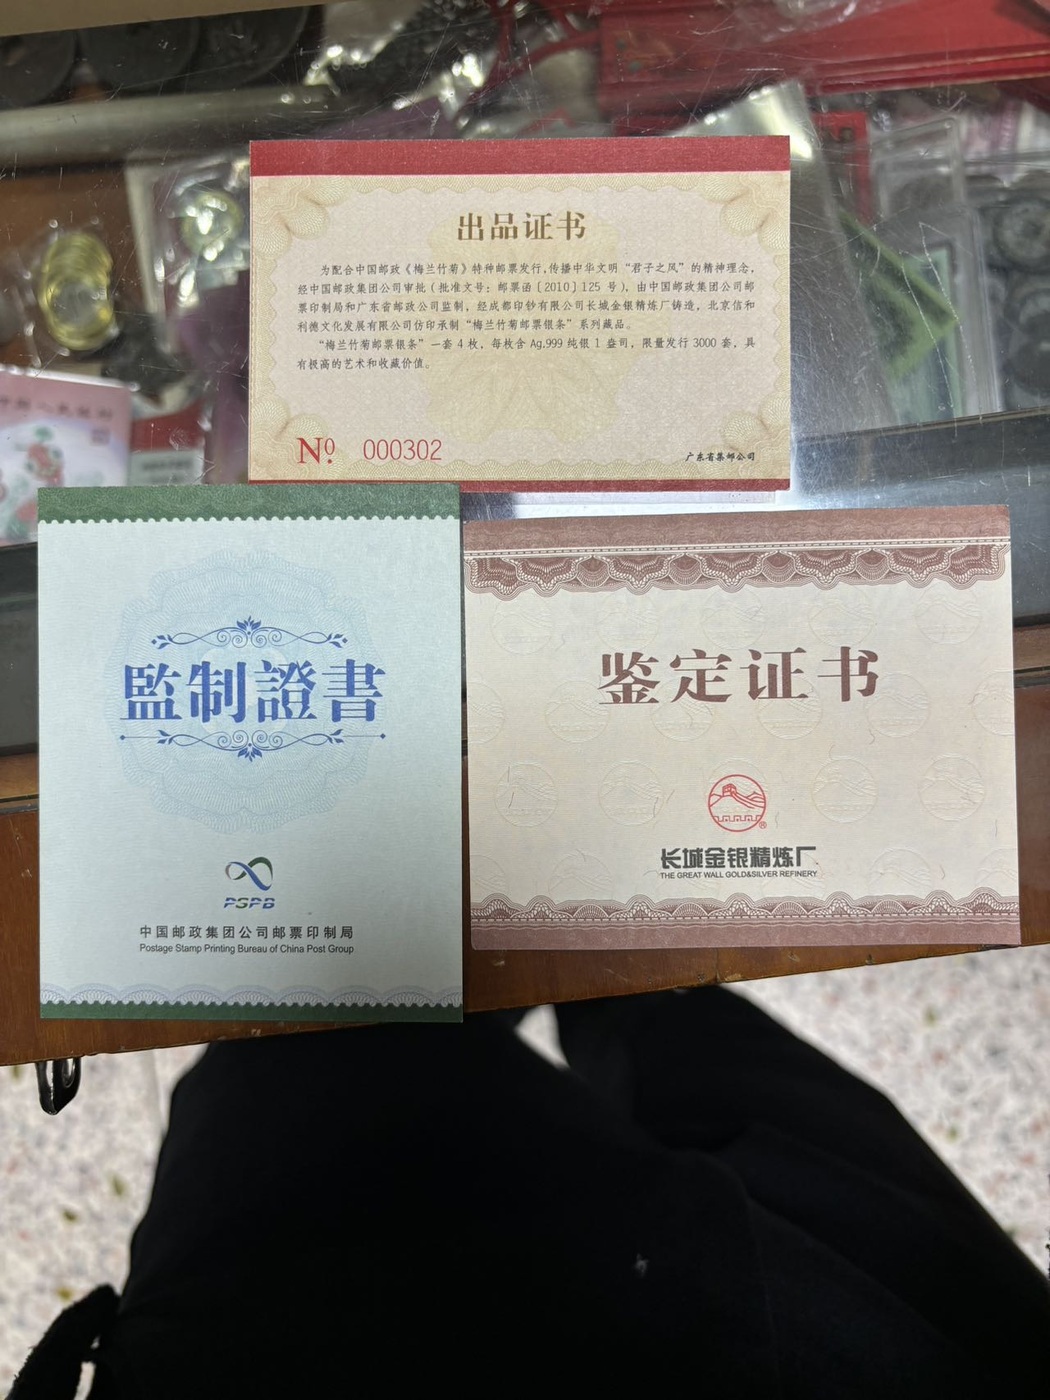 出品证书
为配合中国邮政《梅兰竹菊》特种邮票发行,传播中华文明“君子之风”的精神理念,
经中国邮政集团公司审批(批准文号:邮票函〔2010〕125号),由中国邮政集团公司邮
票印制局和广东省邮政公司监制,经成都印钞有限公司长城金银精炼厂铸造,北京信和
利德文化发展有限公司仿印承制“梅兰竹菊邮票银条”系列藏品。
“梅兰竹菊邮票银条”一套4枚,每枚含Ag.999纯银1盎司,限量发行3000套,具
有极高的艺术和收藏价值。
Nº. 000302
广东省集邮公司
監制證書
PSPB
中国邮政集团公司邮票印制局
Postage Stamp Printing Bureau of China Post Group
鉴定证书
®
长城金银精炼厂
THE GREAT WALL GOLD&SILVER REFINERY